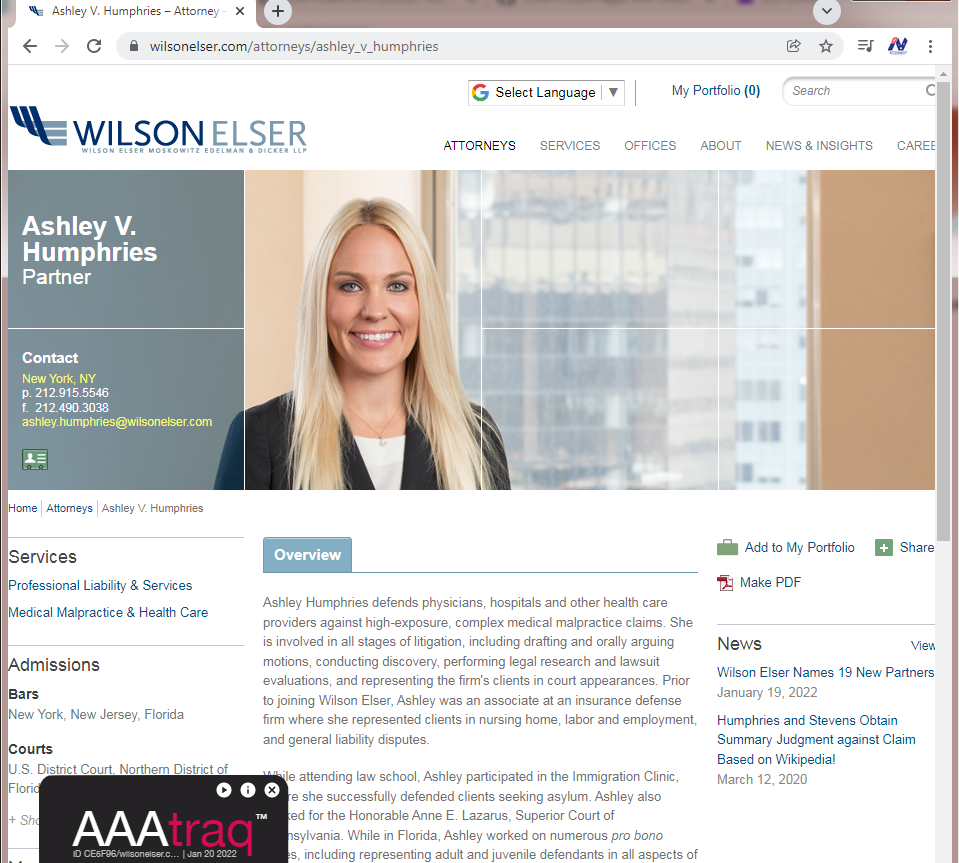 Ashley V. Humphries – Attorney -
wilsonelser.com/attorneys/ashley_v_humphries
Select Language
My Portfolio (0)
Search
WILSON ELSER
WILSON ELSER MOSKOWITZ EDELMAN & DICKER LLP
ATTORNEYS SERVICES OFFICES ABOUT NEWS & INSIGHTS CAREE
Ashley V.
Humphries
Partner
Contact
New York, NY
p. 212.915.5546
f. 212.490.3038
ashley.humphries@wilsonelser.com
Home Attorneys Ashley V. Humphries
Services
Professional Liability & Services
Medical Malpractice & Health Care
Admissions
Bars
New York, New Jersey, Florida
Courts
U.S. District Court, Northern District of
Florid
+ Sho
Overview
Ashley Humphries defends physicians, hospitals and other health care
providers against high-exposure, complex medical malpractice claims. She
is involved in all stages of litigation, including drafting and orally arguing
motions, conducting discovery, performing legal research and lawsuit
evaluations, and representing the firm's clients in court appearances. Prior
to joining Wilson Elser, Ashley was an associate at an insurance defense
firm where she represented clients in nursing home, labor and employment,
and general liability disputes.
While attending law school, Ashley participated in the Immigration Clinic,
re she successfully defended clients seeking asylum. Ashley also
ked for the Honorable Anne E. Lazarus, Superior Court of
nsylvania. While in Florida, Ashley worked on numerous pro bono
es, including representing adult and juvenile defendants in all aspects of
Add to My Portfolio
Share
Make PDF
News
View
Wilson Elser Names 19 New Partners
January 19, 2022
Humphries and Stevens Obtain
Summary Judgment against Claim
Based on Wikipedia!
March 12, 2020
AAAtraq™
ID CE6F96/wilsonelser.c... | Jan 20 2022